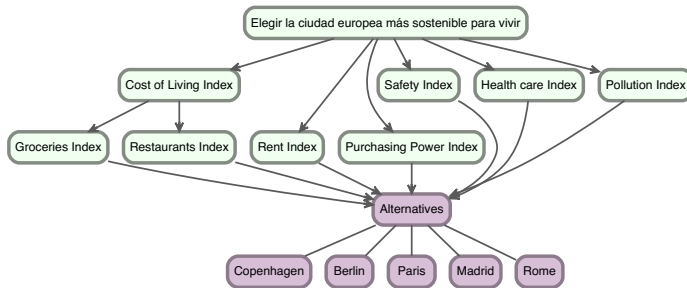 Elegir la ciudad europea más sostenible para vivir
Cost of Living Index
Safety Index
Health care Index
Pollution Index
Groceries Index
Restaurants Index
Rent Index
Purchasing Power Index
Alternatives
Copenhagen
Berlin
Paris
Madrid
Rome